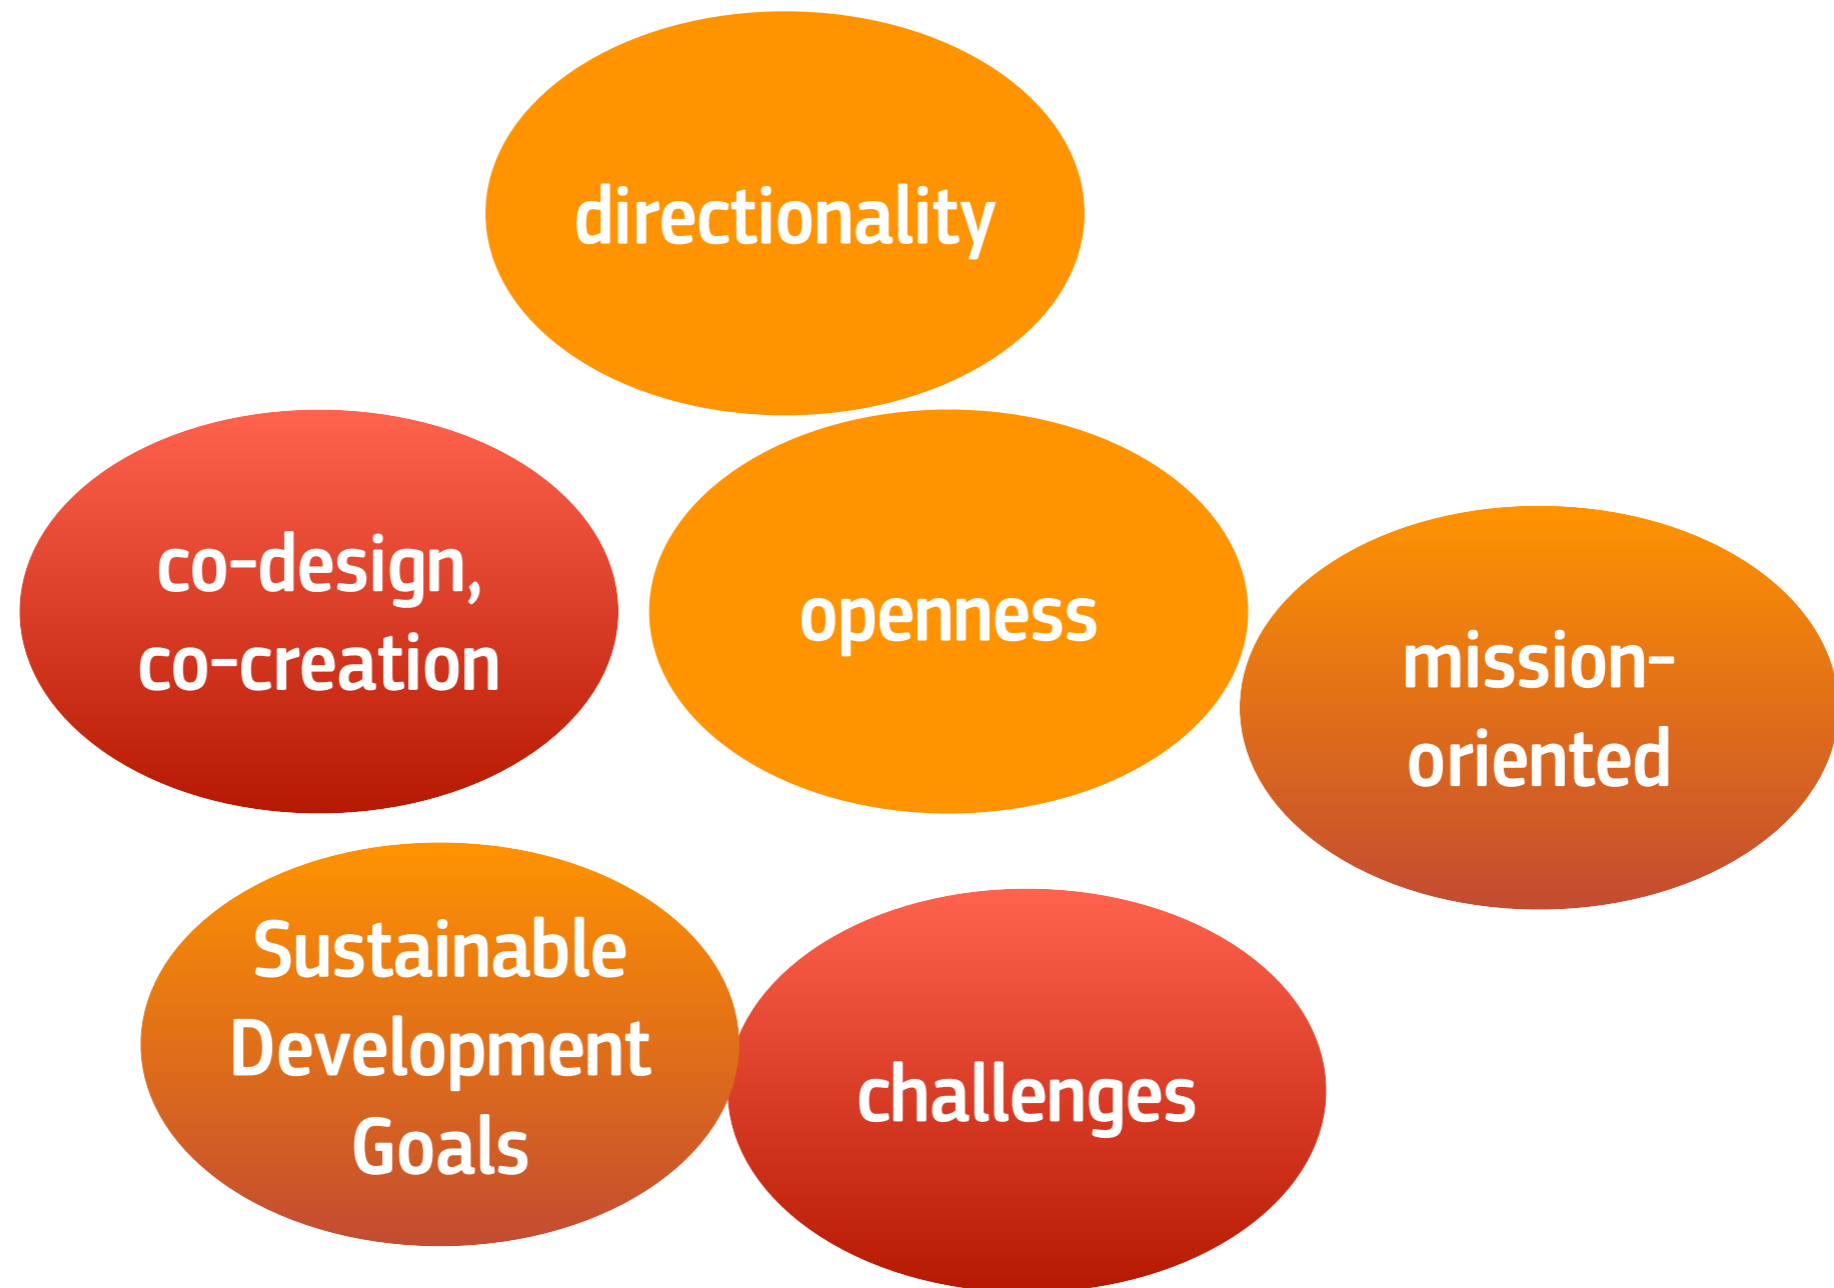 directionality
co-design,
co-creation
openness
mission-
oriented
Sustainable
Development
Goals
challenges